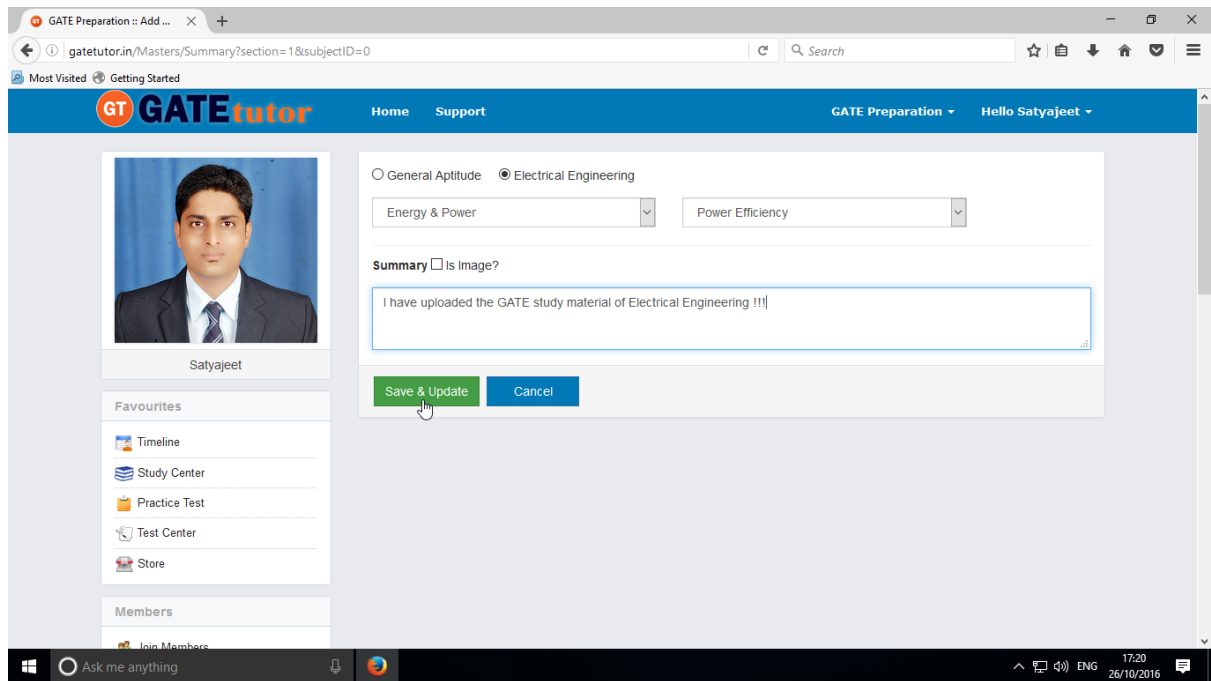 GATE Preparation :: Add ...
gatetutor.in/Masters/Summary?section=1&subjectID=0
Search
Most Visited Getting Started
GT GATEtutor Home Support GATE Preparation Hello Satyajeet
General Aptitude Electrical Engineering
Energy & Power Power Efficiency
Summary Is Image?
I have uploaded the GATE study material of Electrical Engineering !!!
Satyajeet
Save & Update Cancel
Favourites
Timeline
Study Center
Practice Test
Test Center
Store
Members
Join Members
Ask me anything
ENG
17:20
26/10/2016